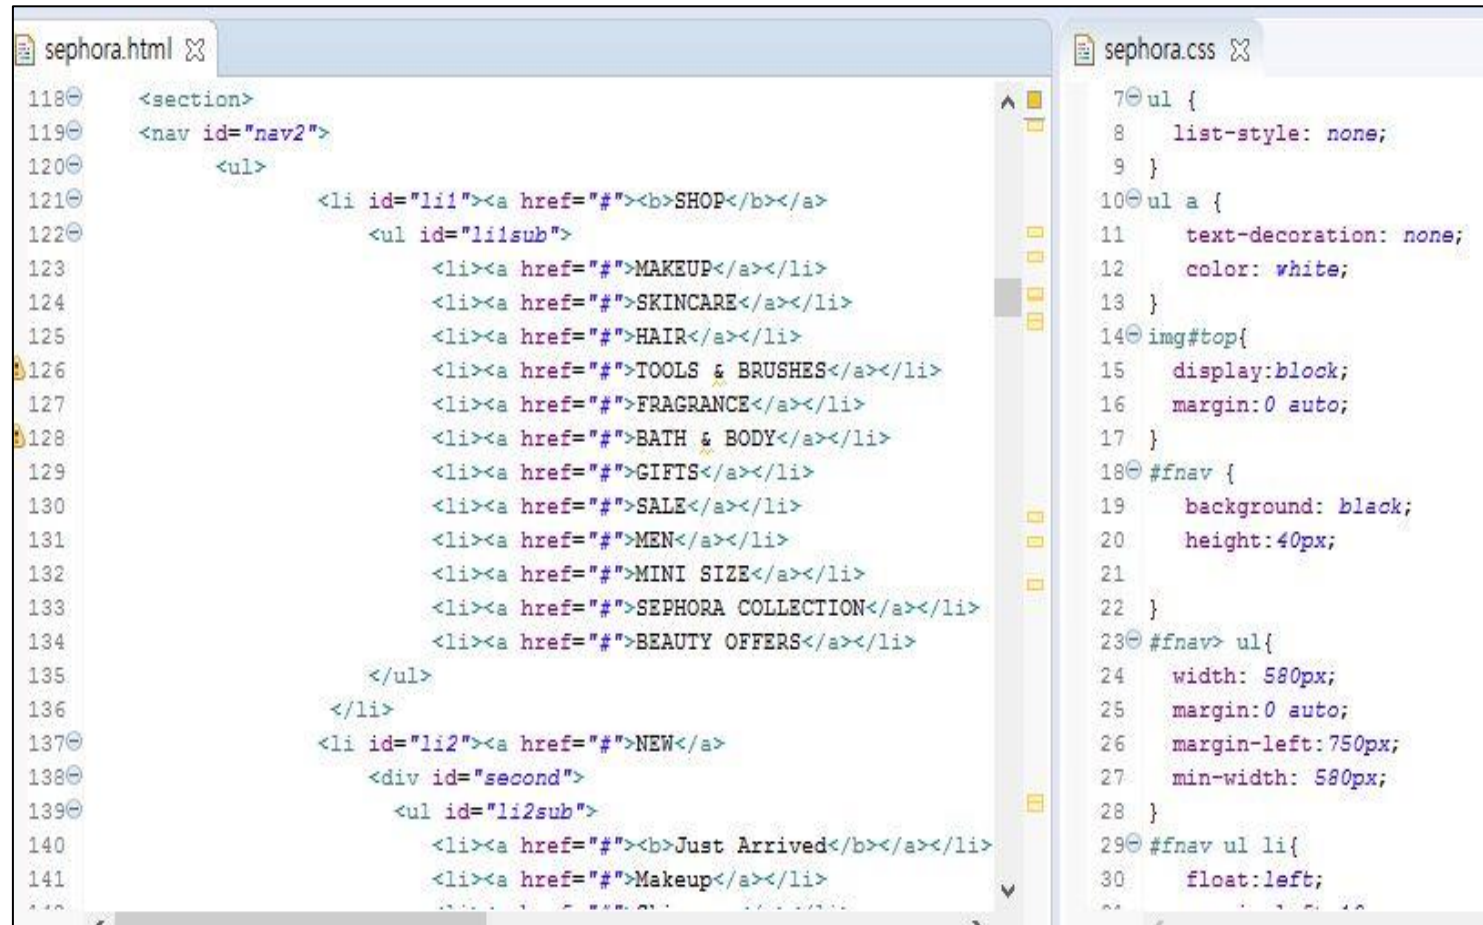 sephora.html
118 <section>
119 <nav id="nav2">
120 <ul>
121 <li id="li1"><a href="#"><b>SHOP</b></a>
122 <ul id="li1sub">
123 <li><a href="#">MAKEUP</a></li>
124 <li><a href="#">SKINCARE</a></li>
125 <li><a href="#">HAIR</a></li>
126 <li><a href="#">TOOLS & BRUSHES</a></li>
127 <li><a href="#">FRAGRANCE</a></li>
128 <li><a href="#">BATH & BODY</a></li>
129 <li><a href="#">GIFTS</a></li>
130 <li><a href="#">SALE</a></li>
131 <li><a href="#">MEN</a></li>
132 <li><a href="#">MINI SIZE</a></li>
133 <li><a href="#">SEPHORA COLLECTION</a></li>
134 <li><a href="#">BEAUTY OFFERS</a></li>
135 </ul>
136 </li>
137 <li id="li2"><a href="#">NEW</a>
138 <div id="second">
139 <ul id="li2sub">
140 <li><a href="#"><b>Just Arrived</b></a></li>
141 <li><a href="#">Makeup</a></li>
sephora.css
7 ul {
8 list-style: none;
9 }
10 ul a {
11 text-decoration: none;
12 color: white;
13 }
14 img#top{
15 display:block;
16 margin:0 auto;
17 }
18 #fnav {
19 background: black;
20 height:40px;
21
22 }
23 #fnav> ul{
24 width: 580px;
25 margin:0 auto;
26 margin-left:750px;
27 min-width: 580px;
28 }
29 #fnav ul li{
30 float:left;